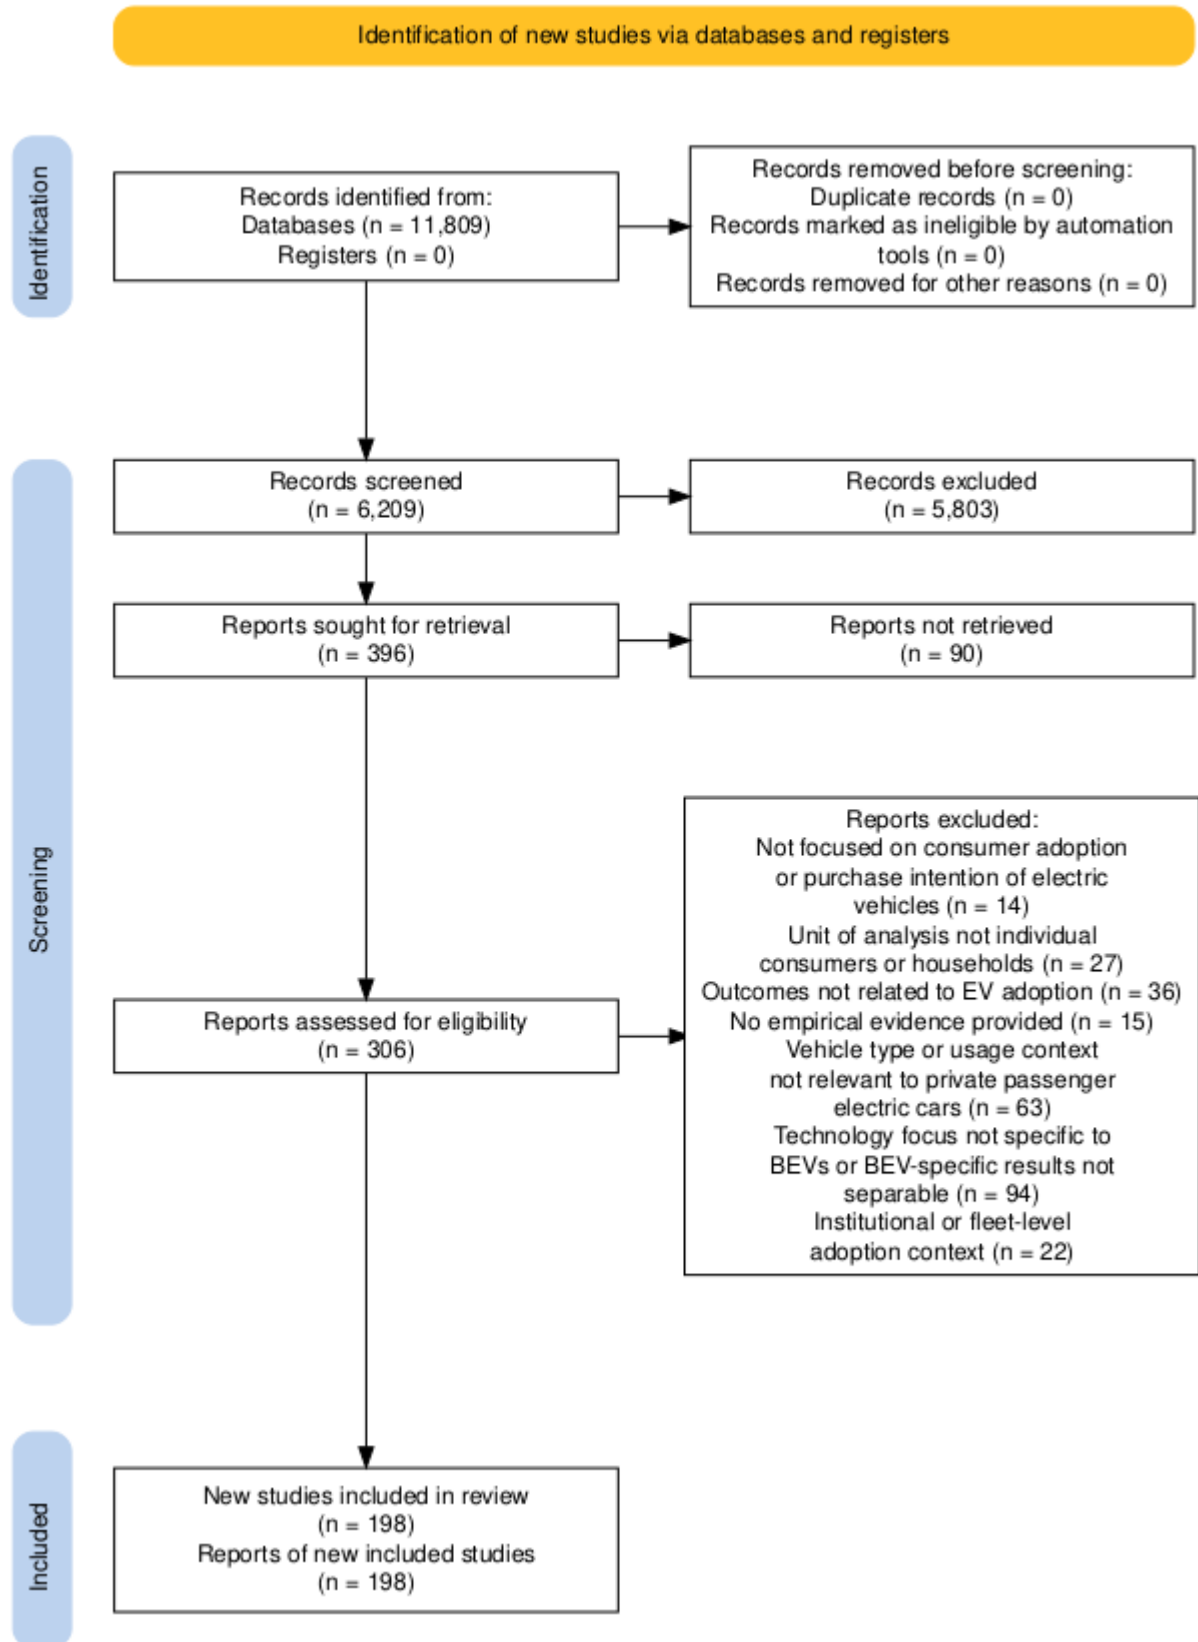 Identification of new studies via databases and registers
Identification
Records identified from:
Databases (n = 11,809)
Registers (n = 0)
Records removed before screening:
Duplicate records (n = 0)
Records marked as ineligible by automation
tools (n = 0)
Records removed for other reasons (n = 0)
Screening
Records screened
(n = 6,209)
Records excluded
(n = 5,803)
Reports sought for retrieval
(n = 396)
Reports not retrieved
(n = 90)
Reports assessed for eligibility
(n = 306)
Reports excluded:
Not focused on consumer adoption
or purchase intention of electric
vehicles (n = 14)
Unit of analysis not individual
consumers or households (n = 27)
Outcomes not related to EV adoption (n = 36)
No empirical evidence provided (n = 15)
Vehicle type or usage context
not relevant to private passenger
electric cars (n = 63)
Technology focus not specific to
BEVs or BEV-specific results not
separable (n = 94)
Institutional or fleet-level
adoption context (n = 22)
Included
New studies included in review
(n = 198)
Reports of new included studies
(n = 198)